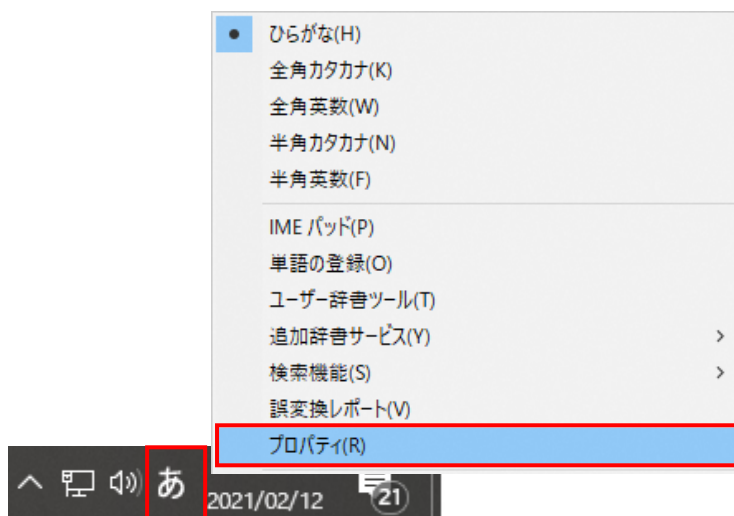 ひらがな(H)
全角カタカナ(K)
全角英数(W)
半角カタカナ(N)
半角英数(F)
IME パッド(P)
単語の登録(O)
ユーザー辞書ツール(T)
追加辞書サービス(Y)
検索機能(S)
誤変換レポート(V)
プロパティ(R)
あ
2021/02/12
21